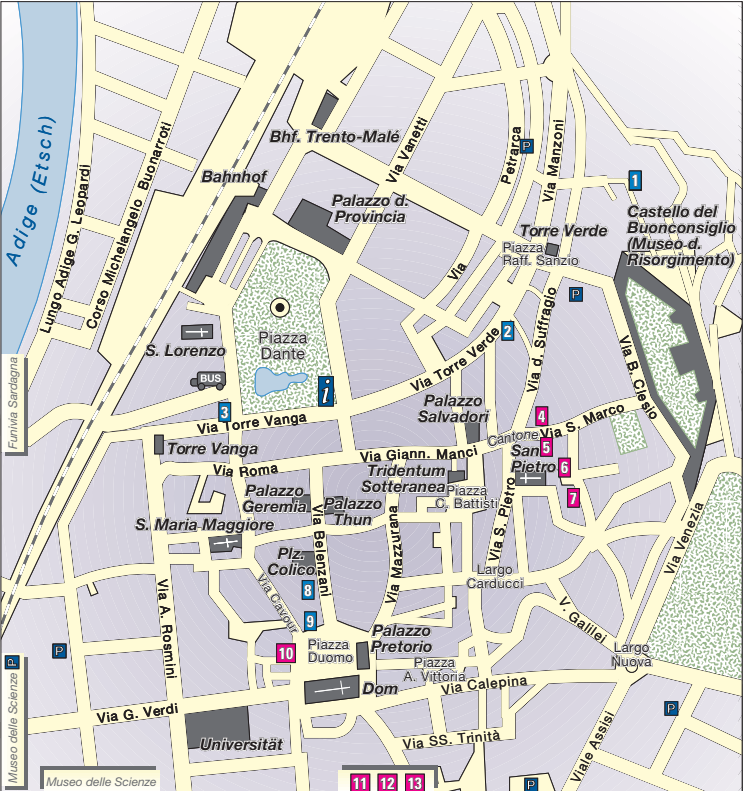 Adige (Etsch)
Lungo Adige G. Leopardi
Corso Michelangelo Buonarroti
Bhf. Trento-Malé
Via Vanetti
Petrarca
P
Via Manzoni
1
Bahnhof
Palazzo d.
Provincia
Castello del
Buonconsiglio
(Museo d.
Risorgimento)
Torre Verde
Piazza
Raff. Sanzio
Via
P
S. Lorenzo
Piazza
Dante
Via Torre Verde
2
Via d. Suffragio
Via B. Clesio
BUS
i
Funivia Sardagna
3
Via Torre Vanga
Palazzo
Salvadori
4
Cantone
Via S. Marco
5
Torre Vanga
Via Roma
Via Giann. Manci
San
Pietro
6
Tridentum
Sotteranea
7
Palazzo
Geremia
Palazzo
Thun
Piazza
C. Battisti
Via S. Pietro
S. Maria Maggiore
Via Belenzani
Via Mazzurana
Via Venezia
Plz.
Colico
Largo
Carducci
Via A. Rosmini
Via Cavour
8
9
V. Galilei
10
Piazza
Duomo
Palazzo
Pretorio
Largo
Nuova
P
P
Piazza
A. Vittoria
Dom
Via Calepina
Via G. Verdi
P
Universität
Via SS. Trinità
Viale Assisi
Museo delle Scienze
Museo delle Scienze
11
12
13
P